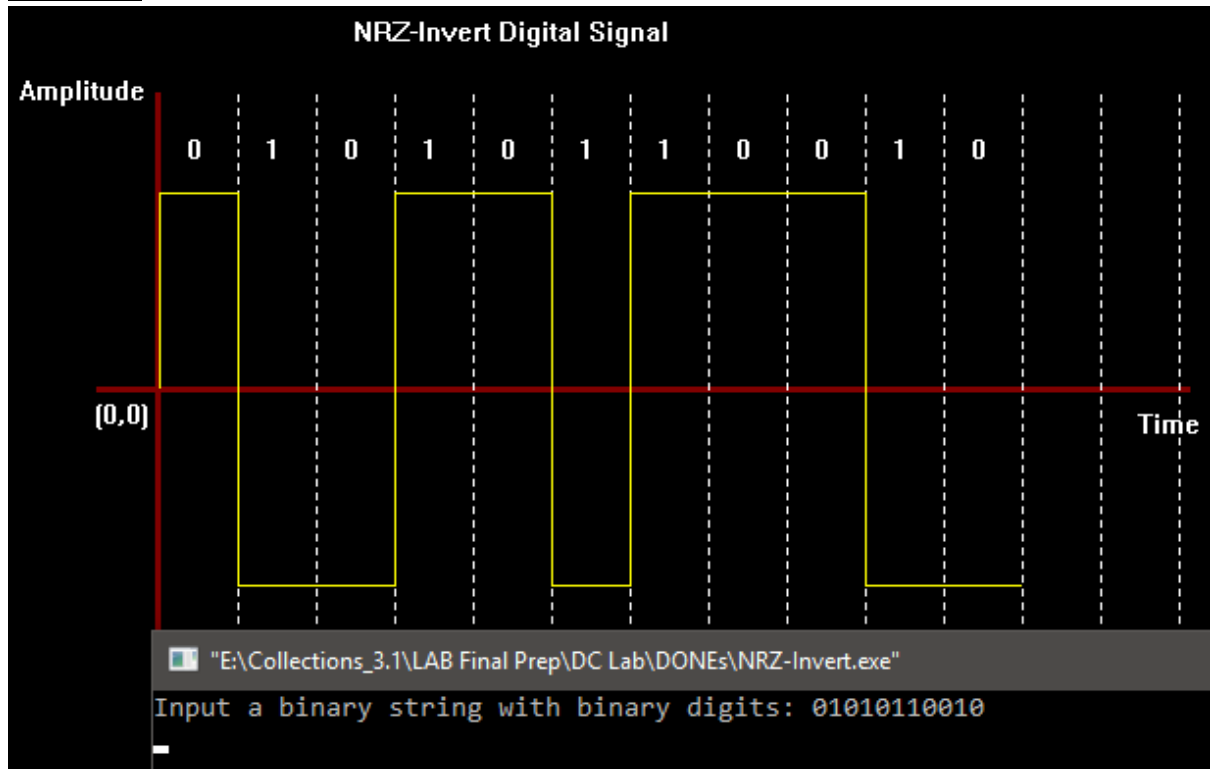 NRZ-Invert Digital Signal
Amplitude
0 1 0 1 0 1 1 0 0 1 0
(0,0)
Time
"E:\Collections_3.1\LAB Final Prep\DC Lab\DONEs\NRZ-Invert.exe"
Input a binary string with binary digits: 01010110010